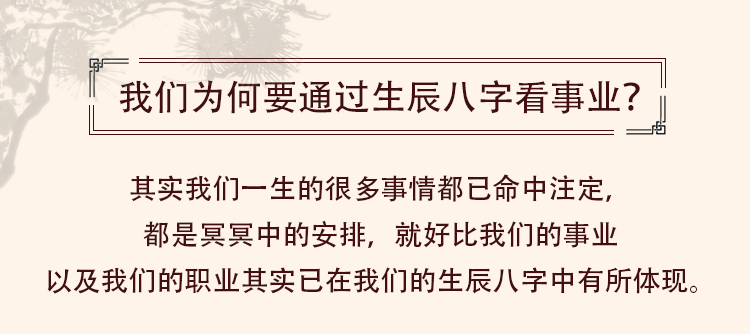 我们为何要通过生辰八字看事业？
其实我们一生的很多事情都已命中注定，
都是冥冥中的安排，就好比我们的事业
以及我们的职业其实已在我们的生辰八字中有所体现。